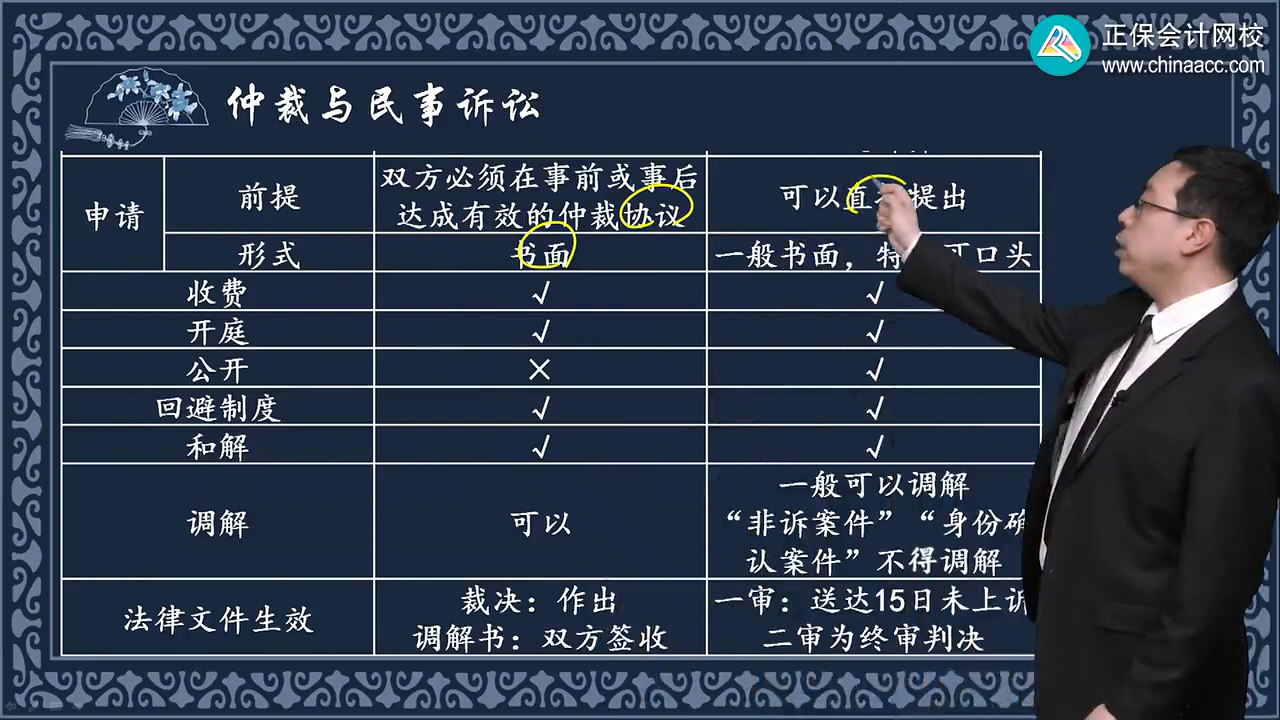 正保会计网校
www.chinaacc.com
仲裁与民事诉讼
申请
前提
双方必须在事前或事后
达成有效的仲裁协议
可以直 提出
形式
书面
一般书面，特 可口头
收费
√
√
开庭
√
√
公开
×
√
回避制度
√
√
和解
√
√
调解
可以
一般可以调解
“非诉案件”“身份确
认案件”不得调解
法律文件生效
裁决：作出
调解书：双方签收
一审：送达15日未上诉
二审为终审判决